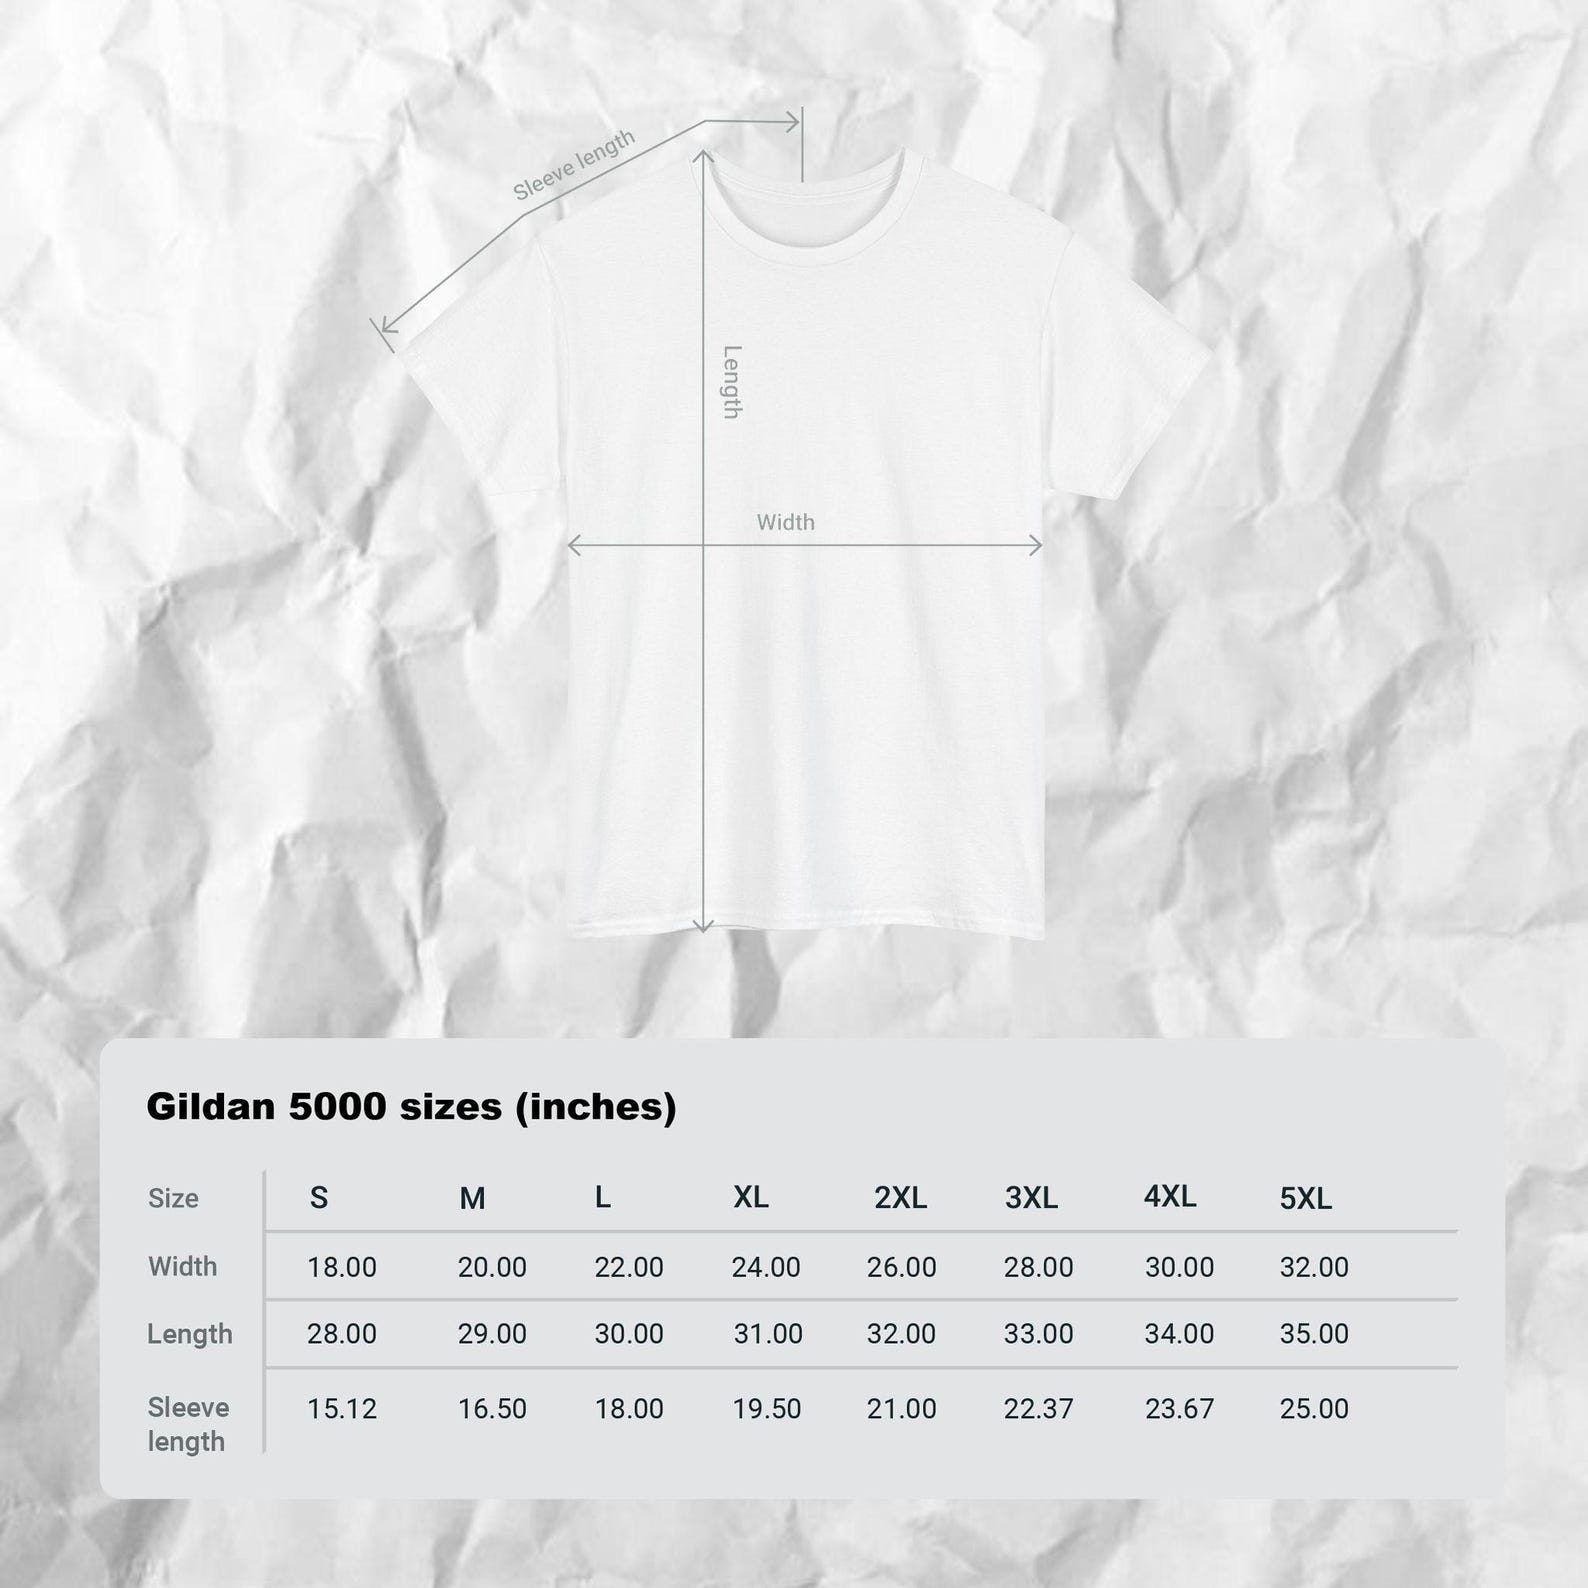 Sleeve length
Length
Width
Gildan 5000 sizes (inches)
Size S M L XL 2XL 3XL 4XL 5XL
Width 18.00 20.00 22.00 24.00 26.00 28.00 30.00 32.00
Length 28.00 29.00 30.00 31.00 32.00 33.00 34.00 35.00
Sleeve length 15.12 16.50 18.00 19.50 21.00 22.37 23.67 25.00